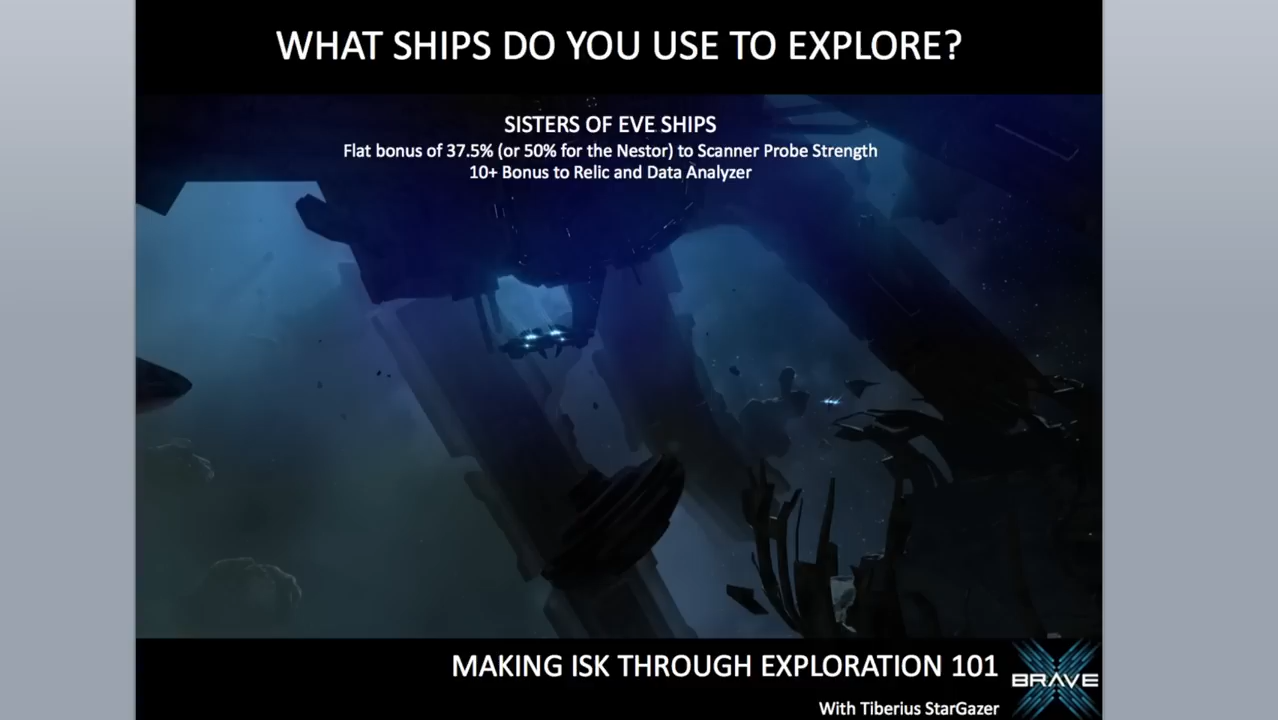 WHAT SHIPS DO YOU USE TO EXPLORE?
SISTERS OF EVE SHIPS
Flat bonus of 37.5% (or 50% for the Nestor) to Scanner Probe Strength
10+ Bonus to Relic and Data Analyzer
MAKING ISK THROUGH EXPLORATION 101
BRAVE
With Tiberius StarGazer